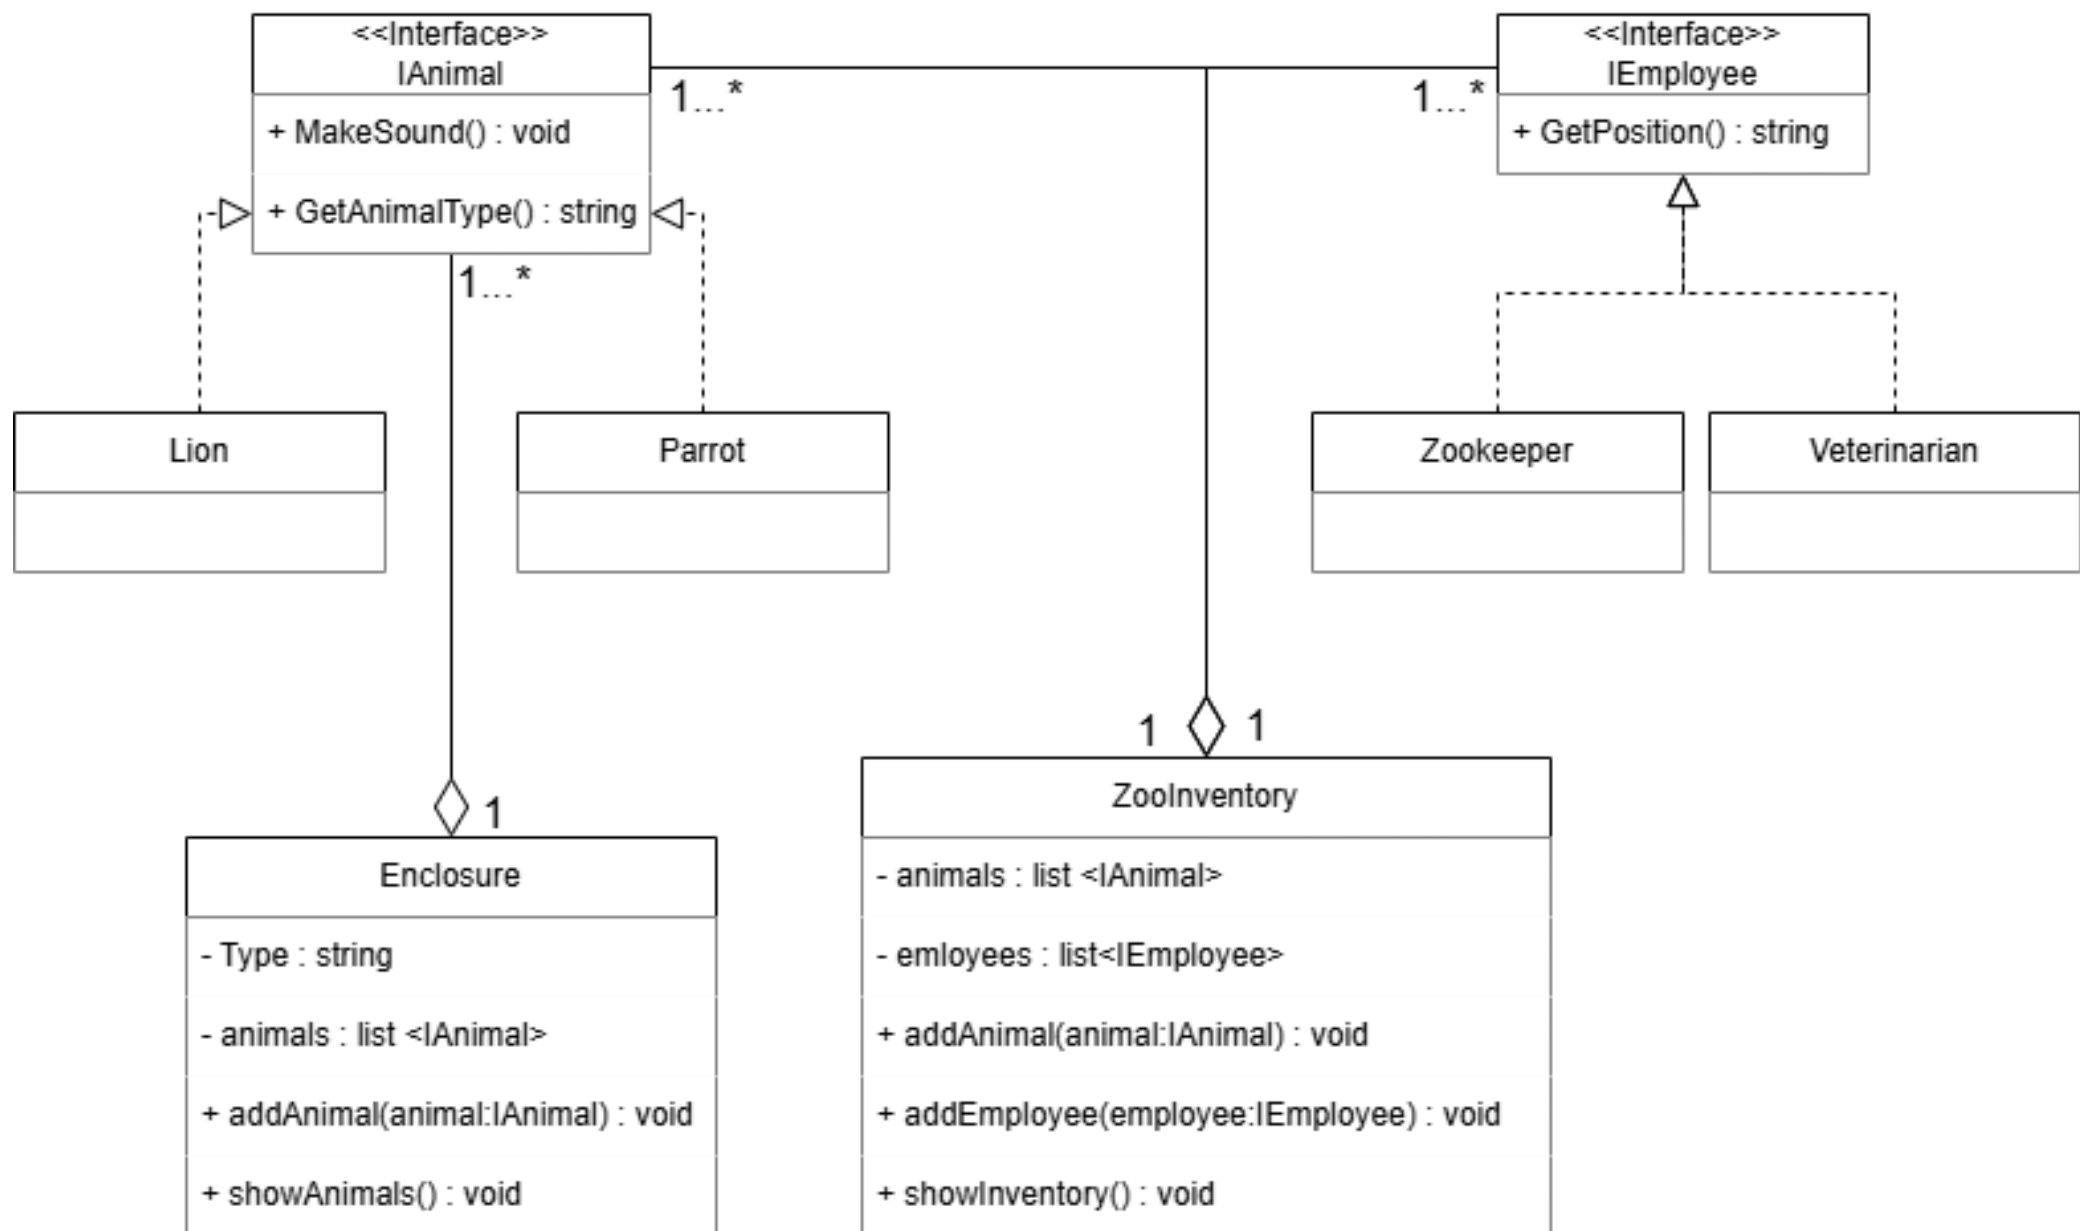 <<Interface>>
IAnimal
+ MakeSound() : void
+ GetAnimalType() : string
1...*
1...*
1...*
<<Interface>>
IEmployee
+ GetPosition() : string
Lion
Parrot
Zookeeper
Veterinarian
1
Enclosure
- Type : string
- animals : list <IAnimal>
+ addAnimal(animal:IAnimal) : void
+ showAnimals() : void
1
1
ZooInventory
- animals : list <IAnimal>
- emloyees : list<IEmployee>
+ addAnimal(animal:IAnimal) : void
+ addEmployee(employee:IEmployee) : void
+ showInventory() : void